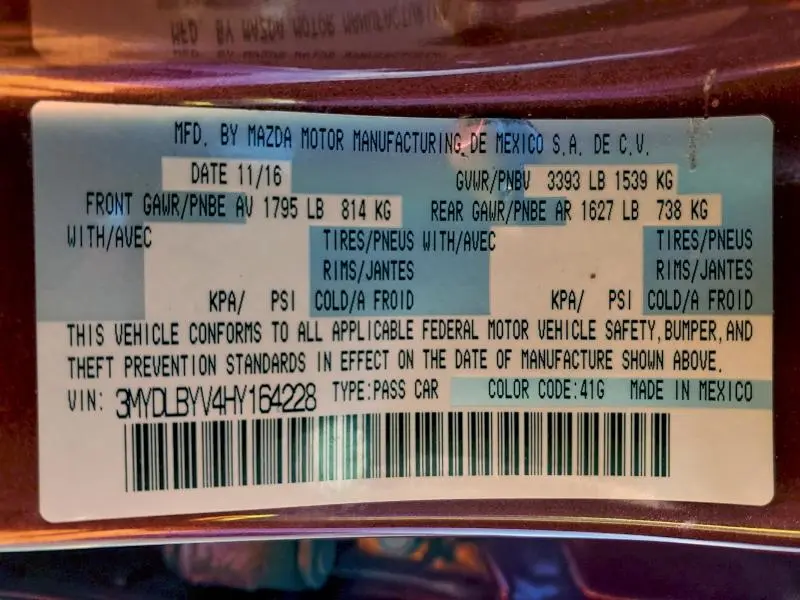 MFD. BY MAZDA MOTOR MANUFACTURING DE MEXICO S.A. DE C.V.
DATE 11/16 GVWR/PNBV 3393 LB 1539 KG
FRONT GAWR/PNBE AV 1795 LB 814 KG REAR GAWR/PNBE AR 1627 LB 738 KG
WITH/AVEC TIRES/PNEUS WITH/AVEC TIRES/PNEUS
RIMS/JANTES RIMS/JANTES
KPA/ PSI COLD/A FROID KPA/ PSI COLD/A FROID
THIS VEHICLE CONFORMS TO ALL APPLICABLE FEDERAL MOTOR VEHICLE SAFETY,BUMPER,AND
THEFT PREVENTION STANDARDS IN EFFECT ON THE DATE OF MANUFACTURE SHOWN ABOVE.
VIN: 3MYDLBYV4HY164228 TYPE:PASS CAR COLOR CODE:41G MADE IN MEXICO